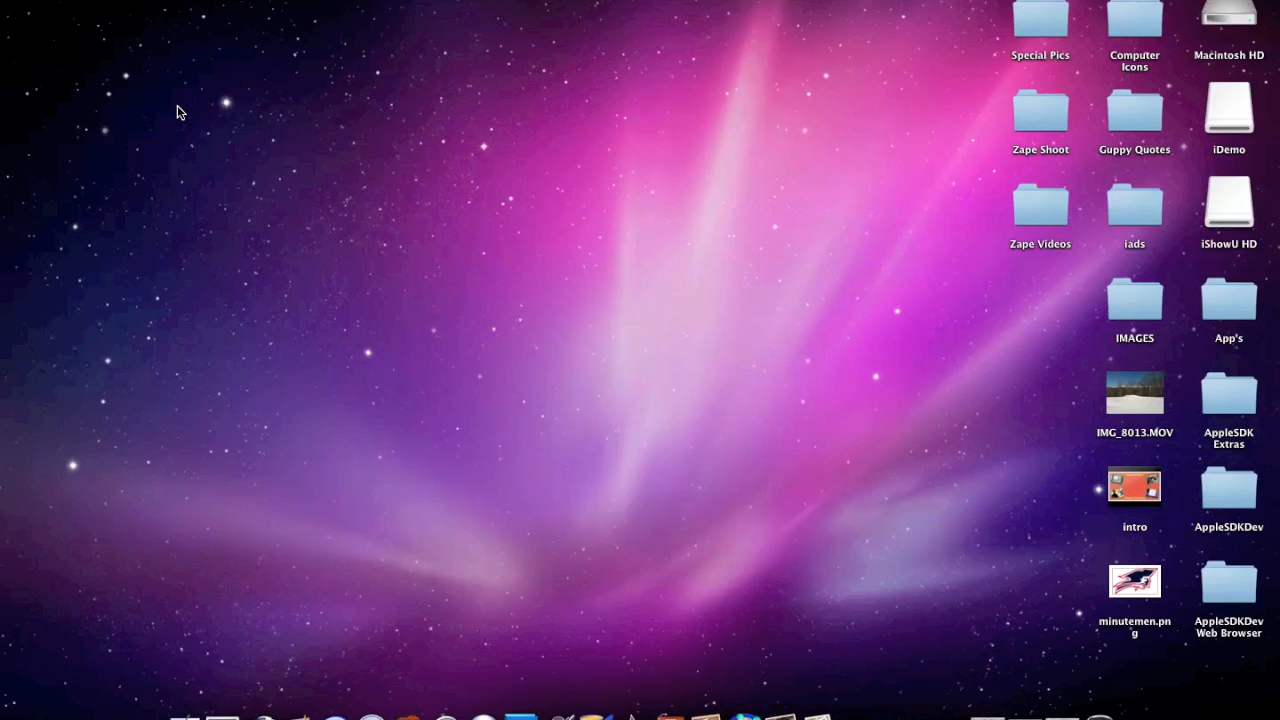 Special Pics
Computer
Icons
Macintosh HD
Zape Shoot
Guppy Quotes
iDemo
Zape Videos
iads
iShowU HD
IMAGES
App's
IMG_8013.MOV
AppleSDK
Extras
intro
AppleSDKDev
minutemen.pn
g
AppleSDKDev
Web Browser